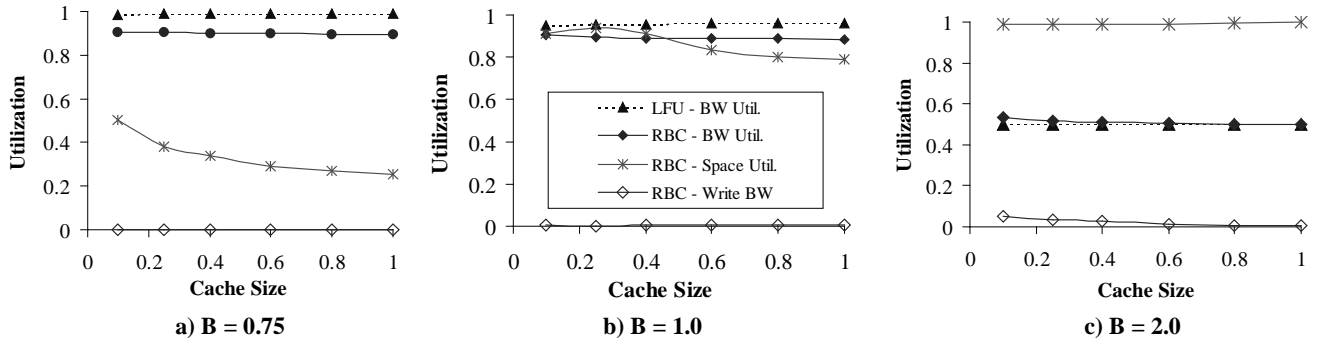 Utilization
1
0.8
0.6
0.4
0.2
0
0 0.2 0.4 0.6 0.8 1
Cache Size
a) B = 0.75
Utilization
1
0.8
0.6
0.4
0.2
0
LFU - BW Util.
RBC - BW Util.
RBC - Space Util.
RBC - Write BW
0 0.2 0.4 0.6 0.8 1
Cache Size
b) B = 1.0
Utilization
1
0.8
0.6
0.4
0.2
0
0 0.2 0.4 0.6 0.8 1
Cache Size
c) B = 2.0